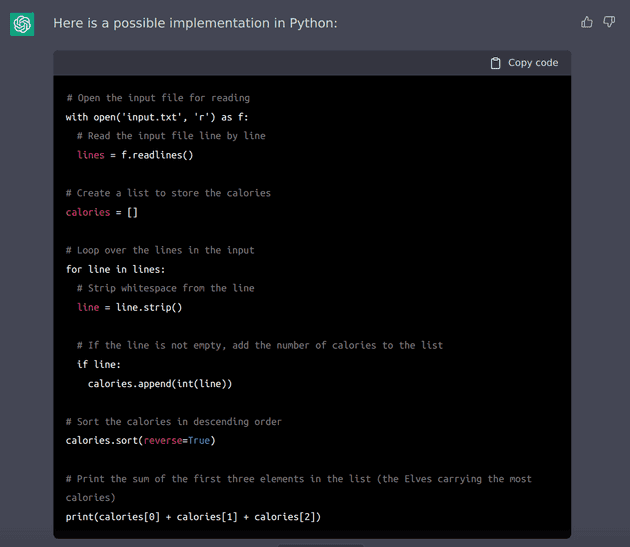 Here is a possible implementation in Python:
Copy code
# Open the input file for reading
with open('input.txt', 'r') as f:
  # Read the input file line by line
  lines = f.readlines()
# Create a list to store the calories
calories = []
# Loop over the lines in the input
for line in lines:
  # Strip whitespace from the line
  line = line.strip()
  # If the line is not empty, add the number of calories to the list
  if line:
    calories.append(int(line))
# Sort the calories in descending order
calories.sort(reverse=True)
# Print the sum of the first three elements in the list (the Elves carrying the most
calories)
print(calories[0] + calories[1] + calories[2])